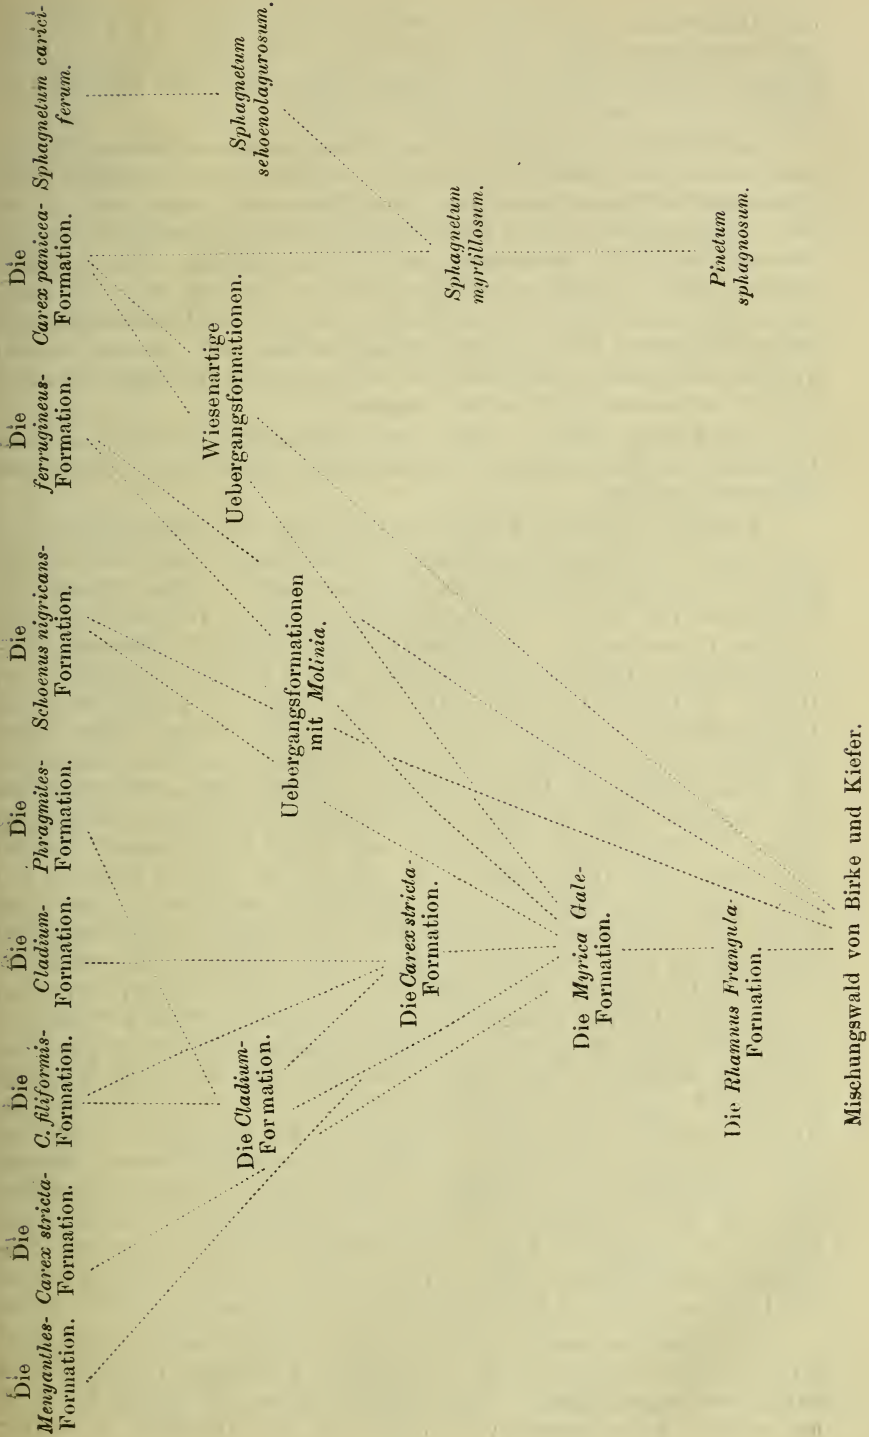 Die
Menyanthes-
Formation.
Die
Carex stricta-
Formation.
Die
C. filiformis-
Formation.
Die
Cladium-
Formation.
Die
Phragmites-
Formation.
Die
Schoenus nigricans-
Formation.
Die
ferrugineus-
Formation.
Die
Carex panicea-
Formation.
Sphagnetum carici-
ferum.
Die Cladium-
Formation.
Uebergangsformationen
mit Molinia.
Wiesenartige
Uebergangsformationen.
Sphagnetum
schoenolagurosum.
Die Carex stricta-
Formation.
Sphagnetum
myrtillosum.
Die Myrica Gale-
Formation.
Die Rhamnus Frangula-
Formation.
Pinetum
sphagnosum.
Mischungswald von Birke und Kiefer.